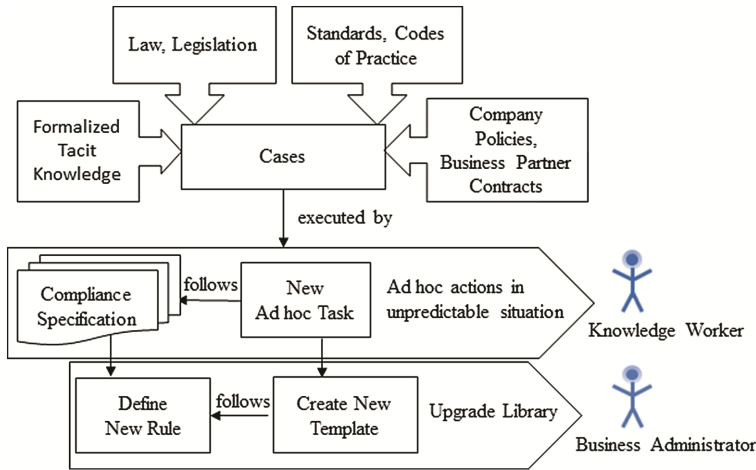 Law, Legislation
Standards, Codes
of Practice
Formalized
Tacit
Knowledge
Cases
Company
Policies,
Business Partner
Contracts
executed by
Compliance
Specification
follows
New
Ad hoc Task
Ad hoc actions in
unpredictable situation
Knowledge Worker
Define
New Rule
follows
Create New
Template
Upgrade Library
Business Administrator